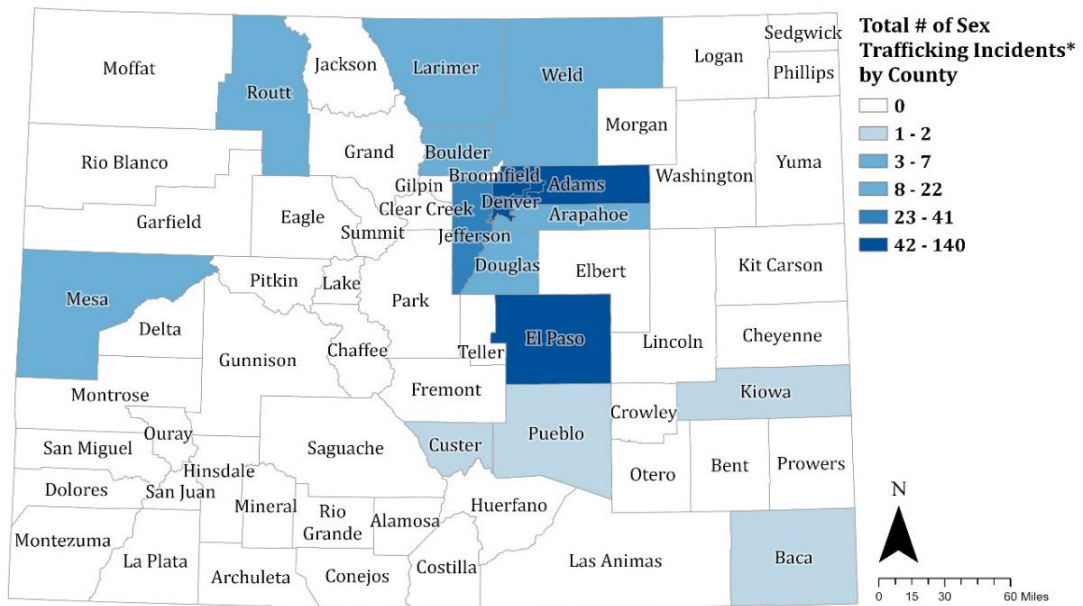 Total # of Sex
Trafficking Incidents*
by County
0
1 - 2
3 - 7
8 - 22
23 - 41
42 - 140
Moffat
Routt
Jackson
Larimer
Weld
Logan
Sedgwick
Phillips
Morgan
Rio Blanco
Grand
Boulder
Broomfield
Adams
Washington
Yuma
Gilpin
Clear Creek
Denver
Arapahoe
Garfield
Eagle
Summit
Jefferson
Douglas
Elbert
Kit Carson
Mesa
Pitkin
Lake
Park
Delta
Gunnison
Chaffee
Teller
El Paso
Lincoln
Cheyenne
Montrose
Fremont
Crowley
Kiowa
Ouray
San Miguel
Saguache
Custer
Pueblo
Otero
Bent
Prowers
Hinsdale
Dolores
San Juan
Mineral
Rio
Grande
Alamosa
Huerfano
Montezuma
La Plata
Archuleta
Conejos
Costilla
Las Animas
Baca
N
0 15 30 60 Miles